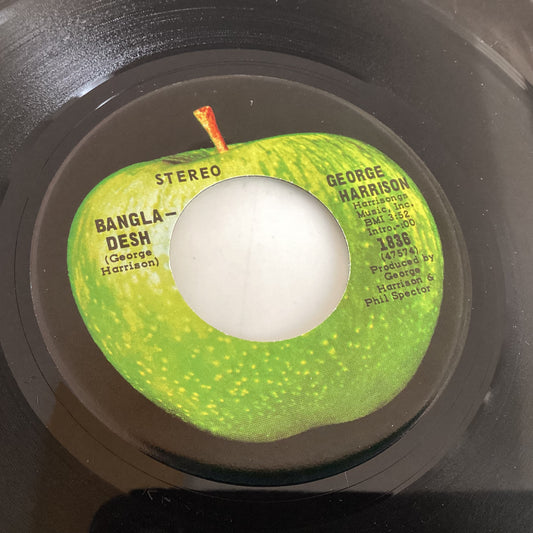 STEREO
BANGLA-
DESH
(George
Harrison)
GEORGE
HARRISON
Harrisongs
Music, Inc.
BMI 3:52
Intro.-:00
1836
(47574)
Produced by
George
Harrison &
Phil Spector